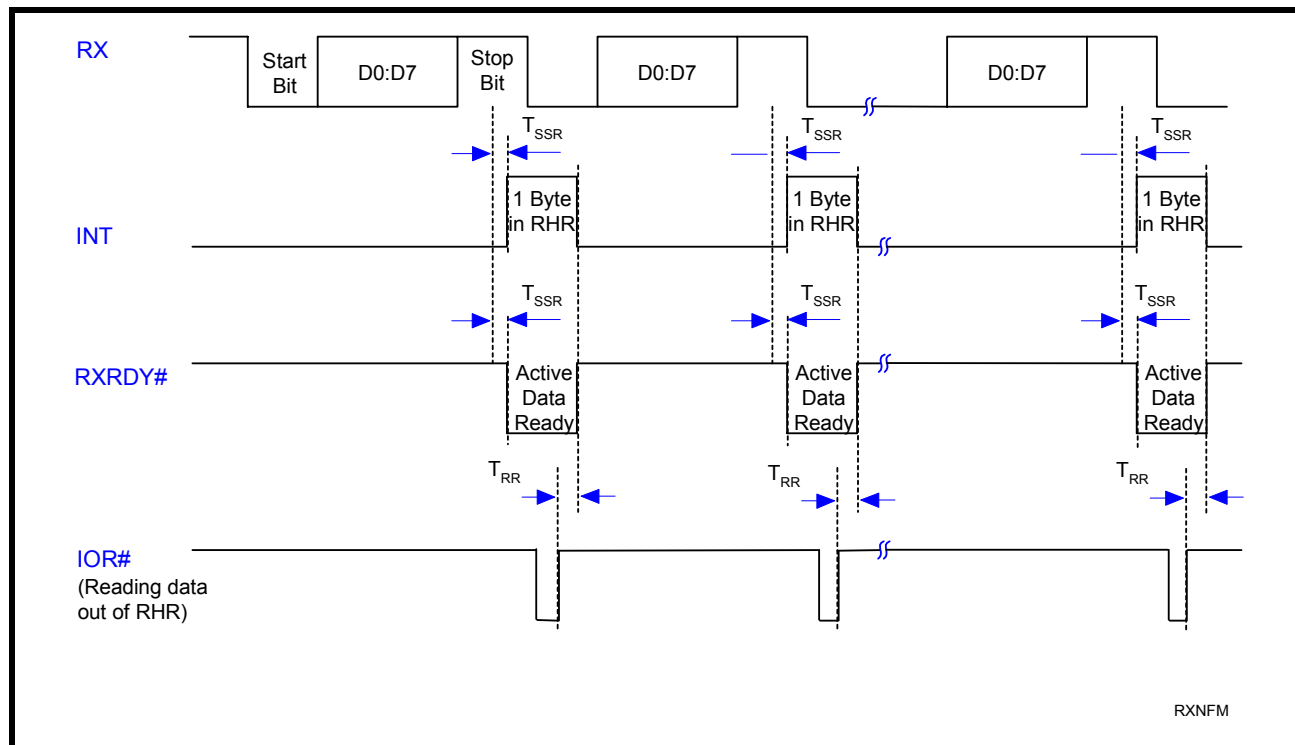 RX
Start
Bit
D0:D7
Stop
Bit
D0:D7
D0:D7
TSSR
TSSR
TSSR
INT
1 Byte
in RHR
1 Byte
in RHR
1 Byte
in RHR
TSSR
TSSR
TSSR
RXRDY#
Active
Data
Ready
Active
Data
Ready
Active
Data
Ready
TRR
TRR
TRR
IOR#
(Reading data
out of RHR)
RXNFM